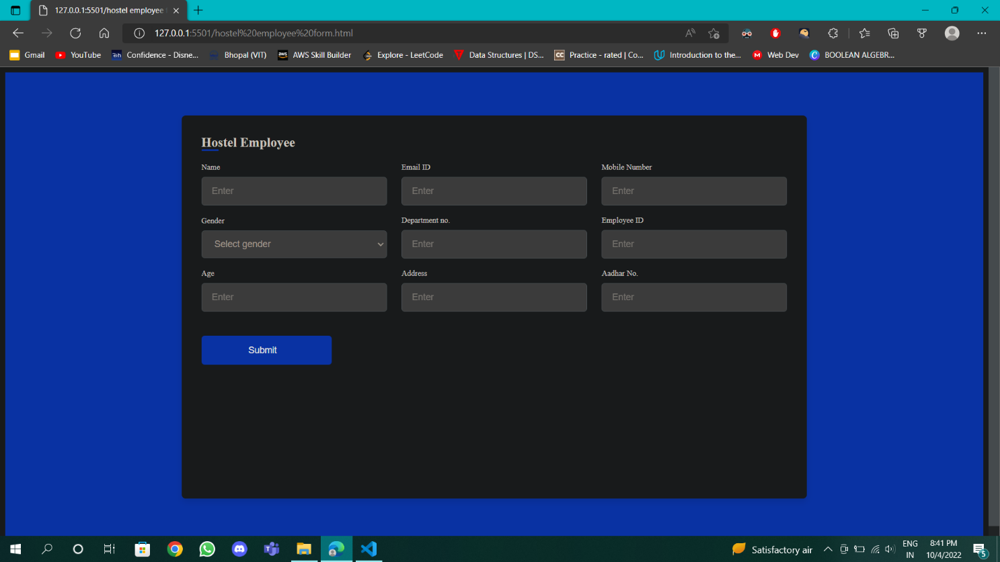 127.0.0.1:5501/hostel employee
127.0.0.1:5501/hostel%20employee%20form.html
Gmail YouTube Confidence - Disne... Bhopal (VIT) AWS Skill Builder Explore - LeetCode Data Structures | DS... Practice - rated | Co... Introduction to the... Web Dev BOOLEAN ALGEBR...
Hostel Employee
Name Email ID Mobile Number
Enter Enter Enter
Gender Department no. Employee ID
Select gender Enter Enter
Age Address Aadhar No.
Enter Enter Enter
Submit
Satisfactory air ENG 8:41 PM
IN 10/4/2022 5